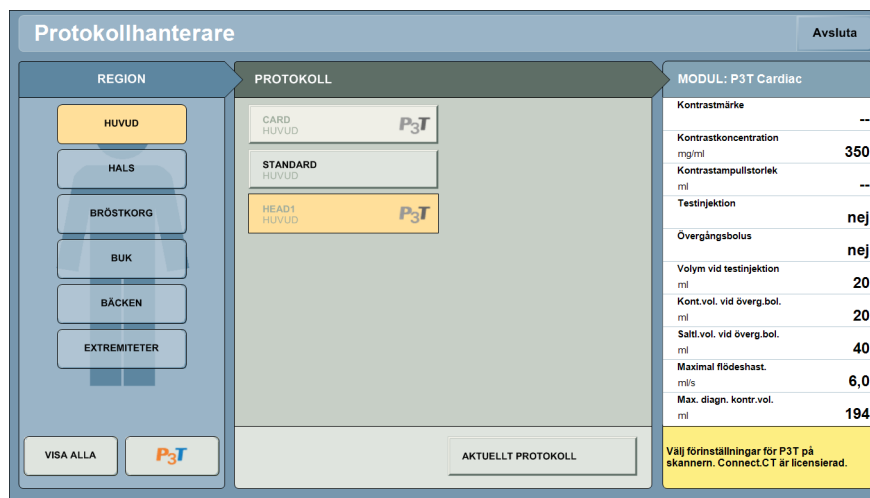 Protokollhanterare
Avsluta
REGION
HUVUD
HALS
BRÖSTKORG
BUK
BÄCKEN
EXTREMITETER
VISA ALLA
P3T
PROTOKOLL
CARD
HUVUD
P3T
STANDARD
HUVUD
HEAD1
HUVUD
P3T
AKTUELLT PROTOKOLL
MODUL: P3T Cardiac
Kontrastmärke
--
Kontrastkoncentration
mg/ml 350
Kontrastampullstorlek
ml --
Testinjektion
nej
Övergångsbolus
nej
Volym vid testinjektion
ml 20
Kont.vol. vid överg.bol.
ml 20
Saltl.vol. vid överg.bol.
ml 40
Maximal flödeshast.
ml/s 6,0
Max. diagn. kontr.vol.
ml 194
Välj förinställningar för P3T på
skannern. Connect.CT är licensierad.